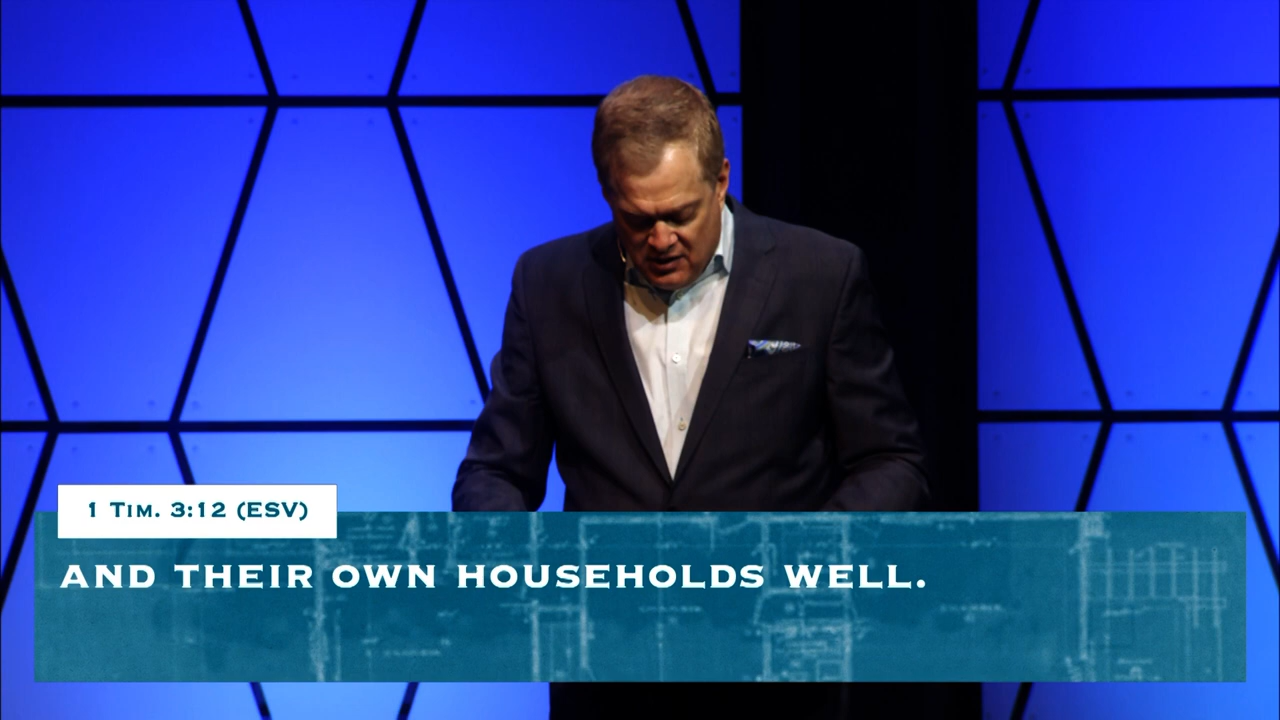 1 Tim. 3:12 (ESV)
AND THEIR OWN HOUSEHOLDS WELL.